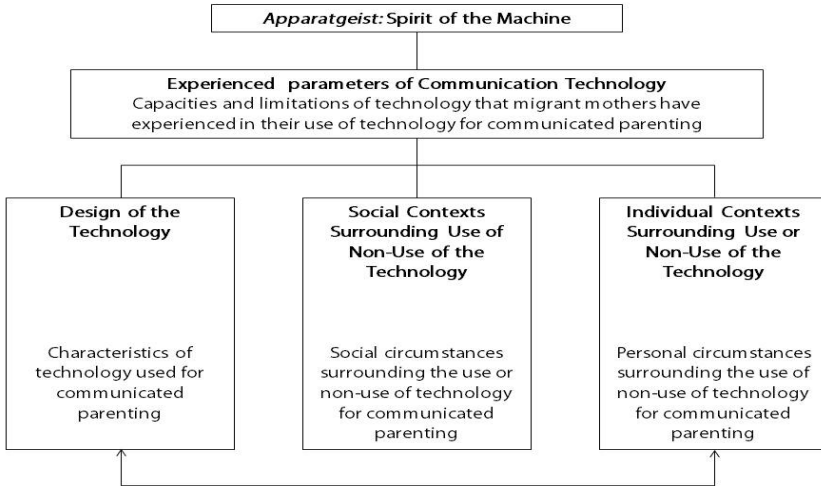 Apparatgeist: Spirit of the Machine
Experienced parameters of Communication Technology
Capacities and limitations of technology that migrant mothers have
experienced in their use of technology for communicated parenting
Design of the
Technology
Characteristics of
technology used for
communicated
parenting
Social Contexts
Surrounding Use of
Non-Use of the
Technology
Social circumstances
surrounding the use or
non-use of technology
for communicated
parenting
Individual Contexts
Surrounding Use or
Non-Use of the
Technology
Personal circumstances
surrounding the use of
non-use of technology
for communicated
parenting